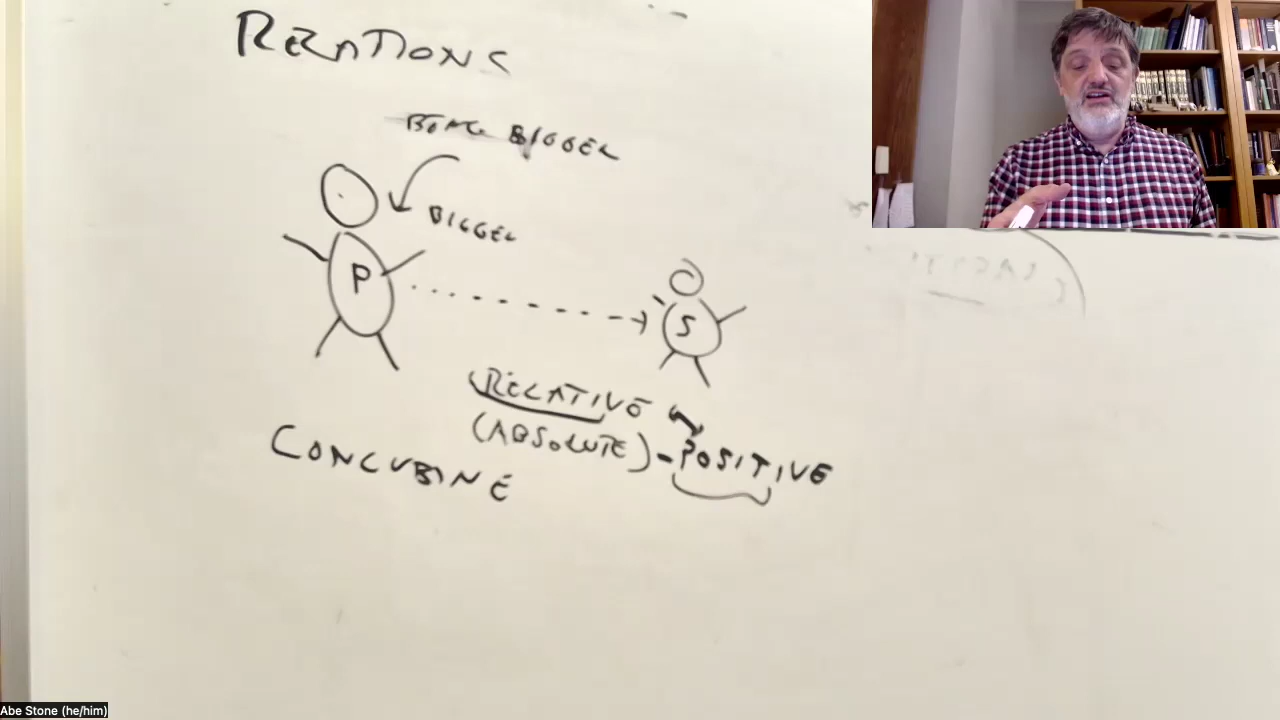 RELATIONS
BEING BIGGER
BIGGER
P
S
RELATIVE
(ABSOLUTE) - POSITIVE
CONCUBINE
Abe Stone (he/him)